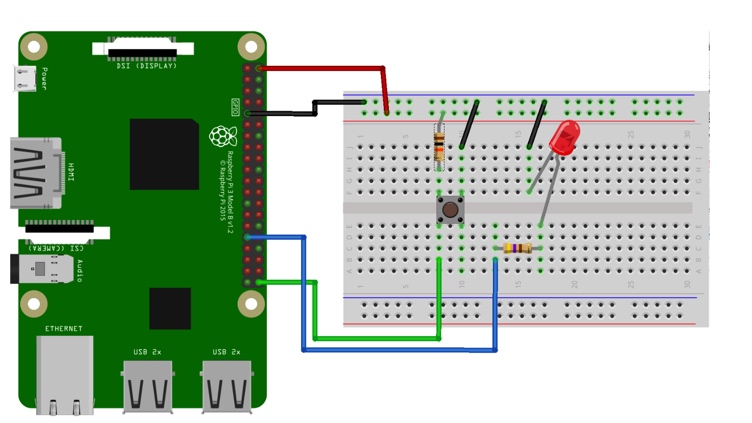 DSI (DISPLAY)
Power
GPIO
HDMI
Raspberry Pi 3 Model B v1.2
© Raspberry Pi 2015
CSI (CAMERA)
Audio
ETHERNET
USB 2x
USB 2x
1 5 10 15 20 25 30
J
I
H
G
F
E
D
C
B
A
1 5 10 15 20 25 30